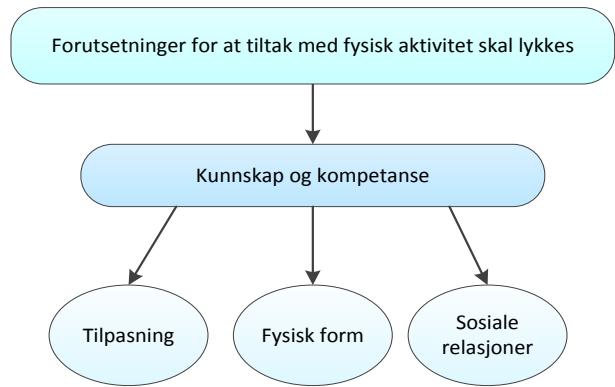 Forutsetninger for at tiltak med fysisk aktivitet skal lykkes
Kunnskap og kompetanse
Tilpasning
Fysisk form
Sosiale
relasjoner